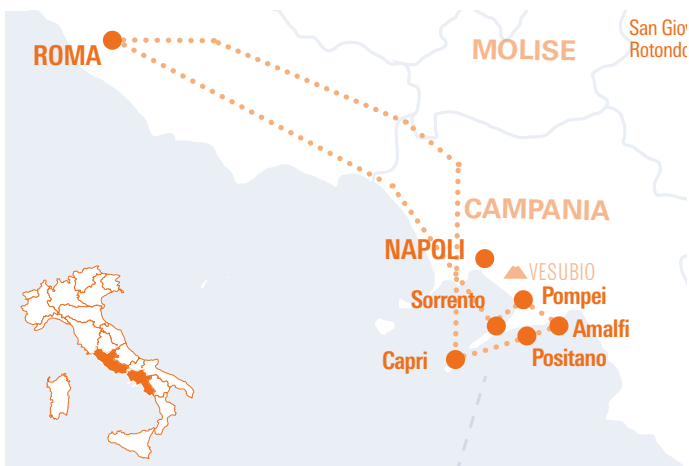 San Gio
Rotondo
ROMA
MOLISE
CAMPANIA
NAPOLI
VESUBIO
Sorrento
Pompei
Amalfi
Positano
Capri